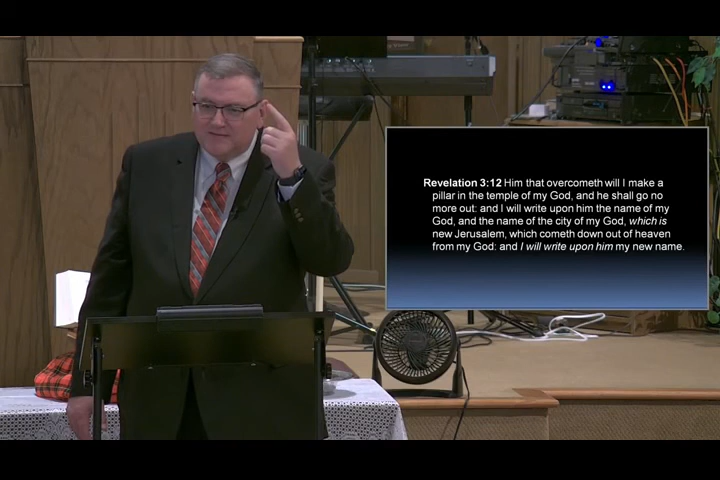 Revelation 3:12 Him that overcometh will I make a
pillar in the temple of my God, and he shall go no
more out: and I will write upon him the name of my
God, and the name of the city of my God, which is
new Jerusalem, which cometh down out of heaven
from my God: and I will write upon him my new name.